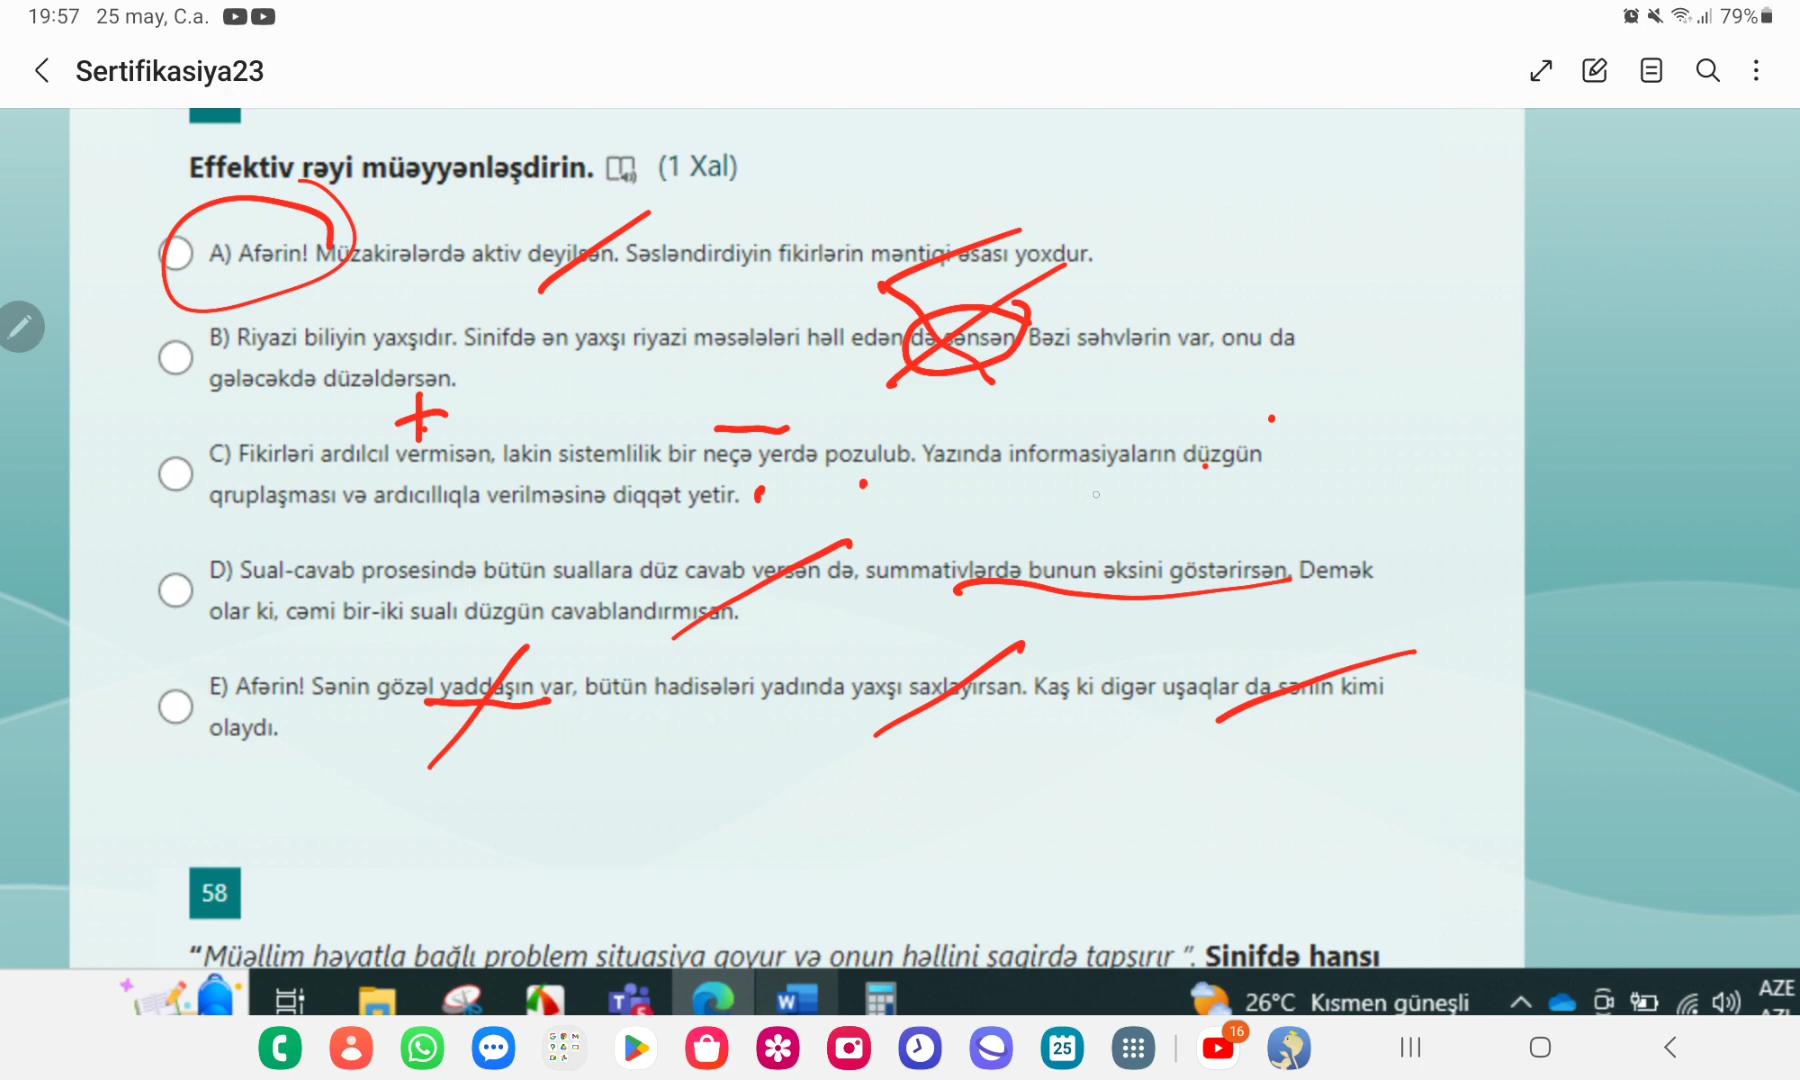 19:57 25 may, C.a.
79%
Sertifikasiya23
Effektiv rəyi müəyyənləşdirin. (1 Xal)
A) Afərin! Müzakirələrdə aktiv deyilsən. Səsləndirdiyin fikirlərin məntiqi əsası yoxdur.
B) Riyazi biliyin yaxşıdır. Sinifdə ən yaxşı riyazi məsələləri həll edən də sənsən. Bəzi səhvlərin var, onu da
gələcəkdə düzəldərsən.
C) Fikirləri ardılcıl vermisən, lakin sistemlilik bir neçə yerdə pozulub. Yazında informasiyaların düzgün
qruplaşması və ardıcıllıqla verilməsinə diqqət yetir.
D) Sual-cavab prosesində bütün suallara düz cavab versən də, summativlərdə bunun əksini göstərirsən. Demək
olar ki, cəmi bir-iki sualı düzgün cavablandırmısan.
E) Afərin! Sənin gözəl yaddaşın var, bütün hadisələri yadında yaxşı saxlayırsan. Kaş ki digər uşaqlar da sənin kimi
olaydı.
58
“Müəllim həyatla bağlı problem situasiya qoyur və onun həllini şagirdə tapşırır ”. Sinifdə hansı
26°C Kısmen güneşli
AZE
16
25